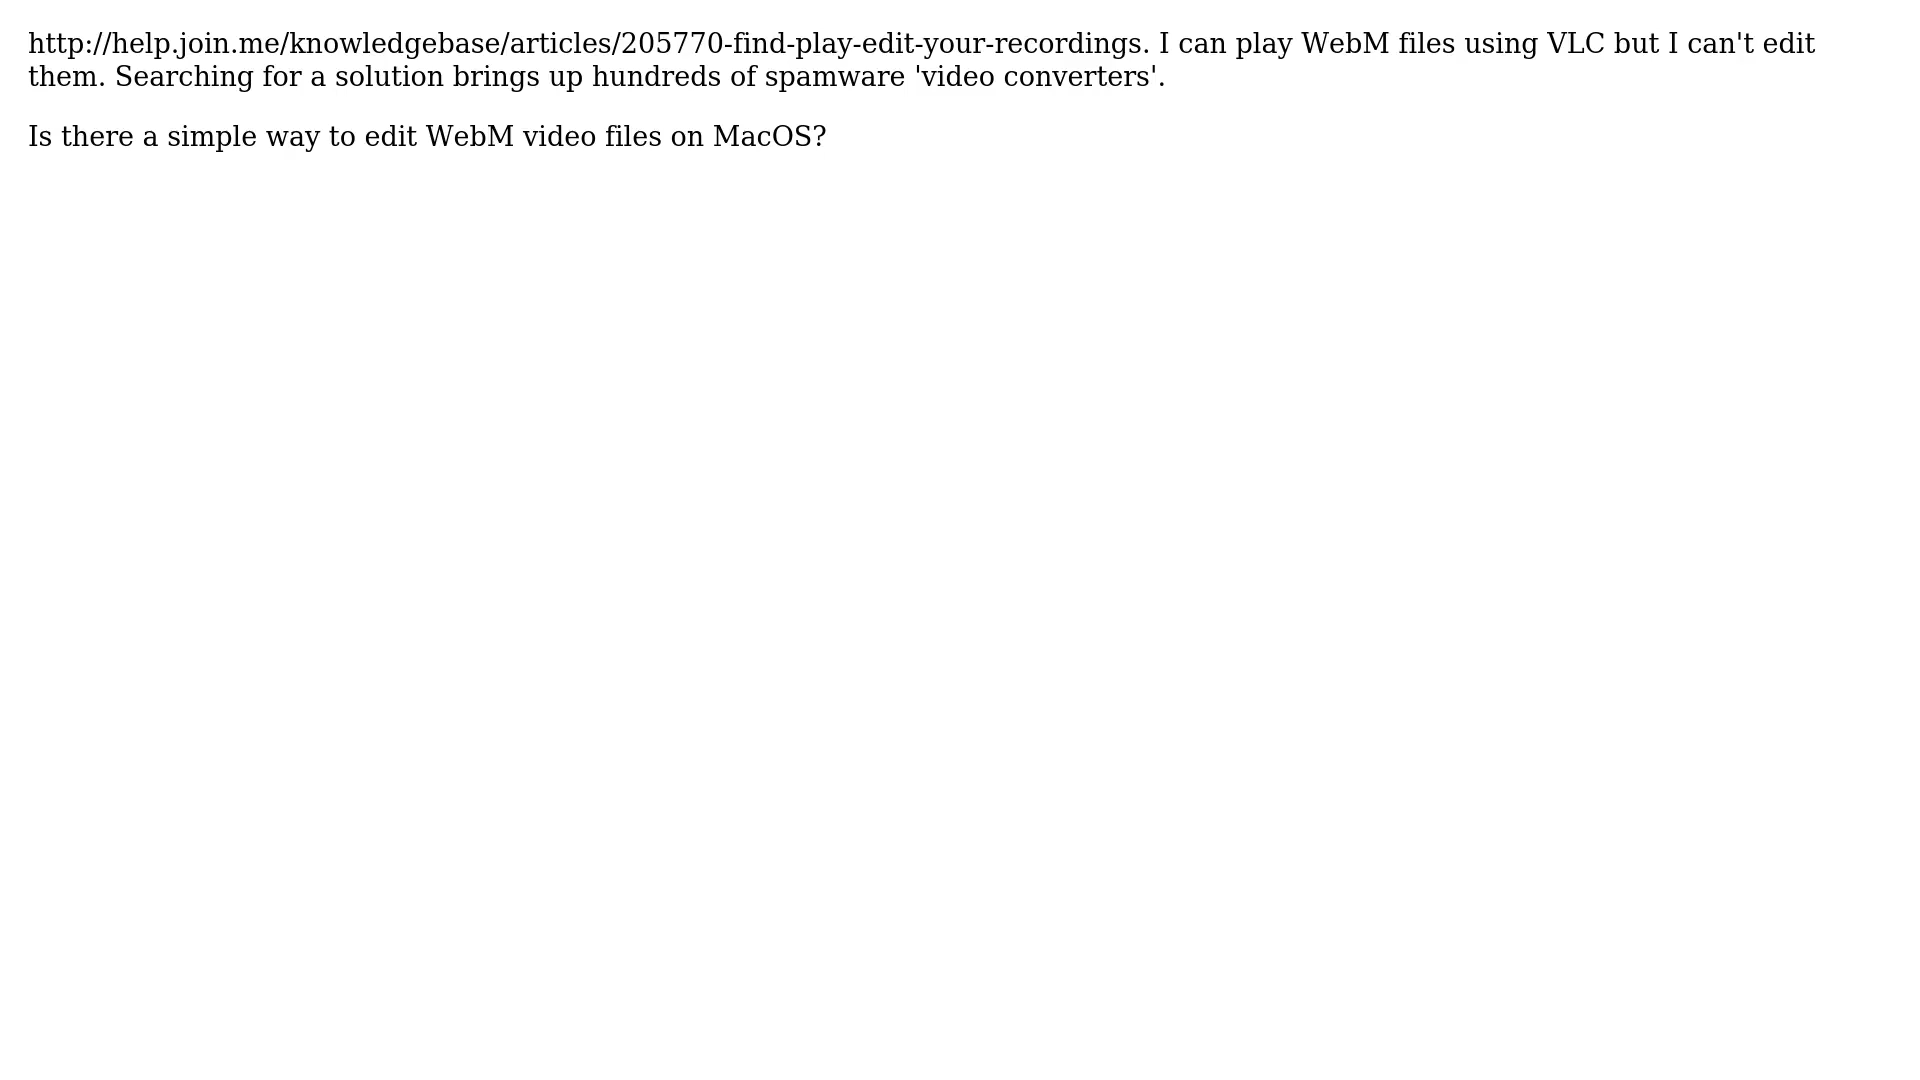 http://help.join.me/knowledgebase/articles/205770-find-play-edit-your-recordings. I can play WebM files using VLC but I can't edit
them. Searching for a solution brings up hundreds of spamware 'video converters'.
Is there a simple way to edit WebM video files on MacOS?